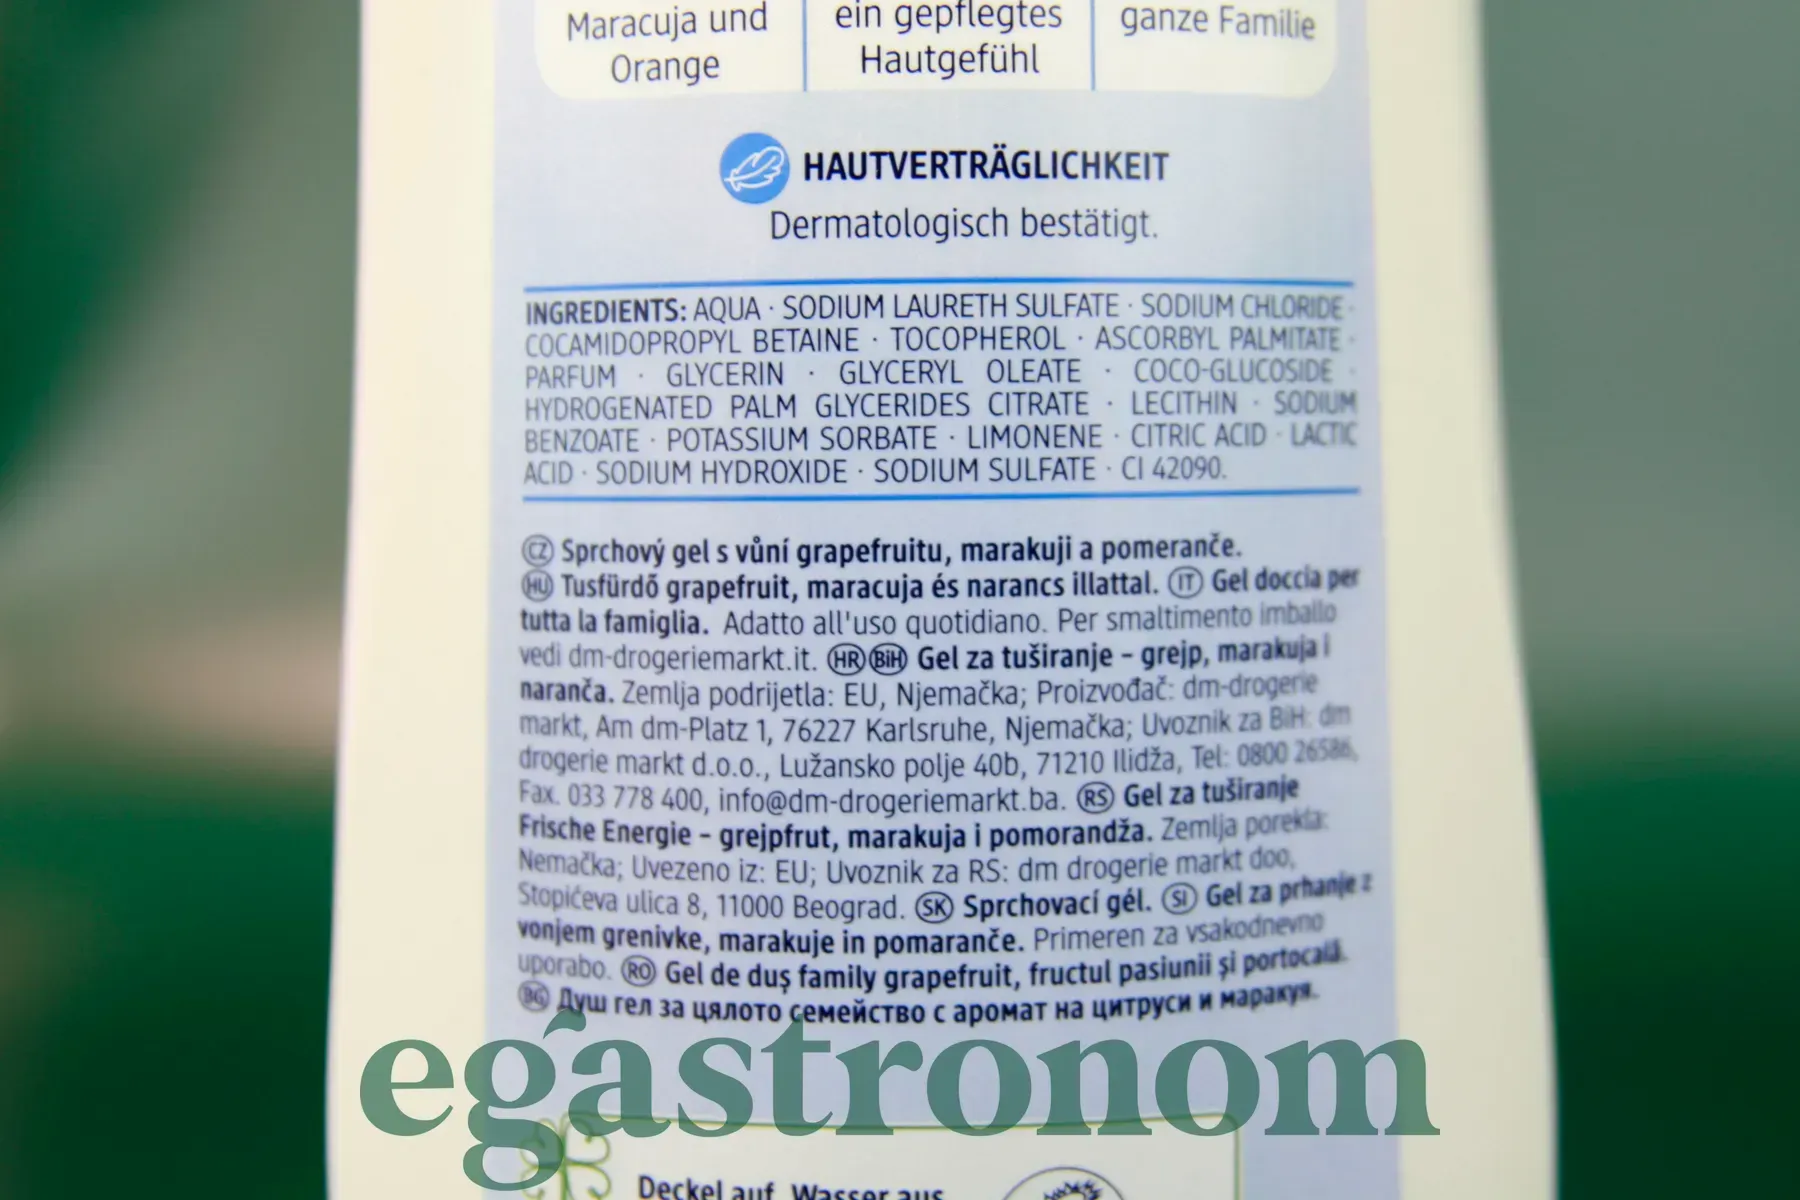 Maracuja und
Orange
ein gepflegtes
Hautgefühl
ganze Familie
HAUTVERTRÄGLICHKEIT
Dermatologisch bestätigt.
INGREDIENTS: AQUA · SODIUM LAURETH SULFATE · SODIUM CHLORIDE ·
COCAMIDOPROPYL BETAINE · TOCOPHEROL · ASCORBYL PALMITATE ·
PARFUM · GLYCERIN · GLYCERYL OLEATE · COCO-GLUCOSIDE ·
HYDROGENATED PALM GLYCERIDES CITRATE · LECITHIN · SODIUM
BENZOATE · POTASSIUM SORBATE · LIMONENE · CITRIC ACID · LACTIC
ACID · SODIUM HYDROXIDE · SODIUM SULFATE · CI 42090.
CZ Sprchový gel s vůní grapefruitu, marakuji a pomeranče.
HU Tusfürdő grapefruit, maracuja és narancs illattal. IT Gel doccia per
tutta la famiglia. Adatto all'uso quotidiano. Per smaltimento imballo
vedi dm-drogeriemarkt.it. HR BiH Gel za tuširanje – grejp, marakuja i
naranča. Zemlja podrijetla: EU, Njemačka; Proizvođač: dm-drogerie
markt, Am dm-Platz 1, 76227 Karlsruhe, Njemačka; Uvoznik za BiH: dm
drogerie markt d.o.o., Lužansko polje 40b, 71210 Ilidža, Tel: 0800 26586,
Fax. 033 778 400, info@dm-drogeriemarkt.ba. RS Gel za tuširanje
Frische Energie – grejpfrut, marakuja i pomorandža. Zemlja porekla:
Nemačka; Uvezeno iz: EU; Uvoznik za RS: dm drogerie markt doo,
Stopićeva ulica 8, 11000 Beograd. SK Sprchovací gél. SI Gel za prhanje z
vonjem grenivke, marakuje in pomaranče. Primeren za vsakodnevno
uporabo. RO Gel de duș family grapefruit, fructul pasiunii și portocală.
BG Душ гел за цялото семейство с аромат на цитруси и маракуя.
egastronom
Deckel auf, Wasser aus